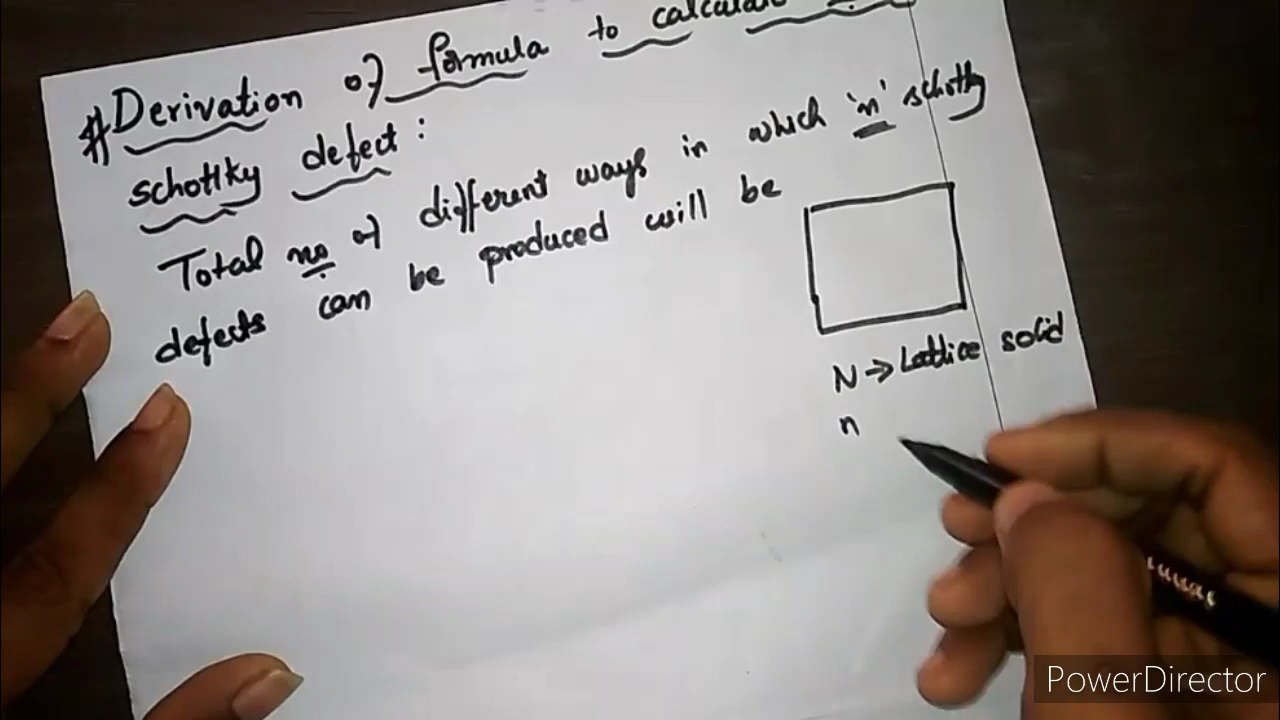 # Derivation of formula to calculate
schottky defect :
Total no of different ways in which 'n' schottky
defects can be produced will be
N → Lattice solid
n
PowerDirector